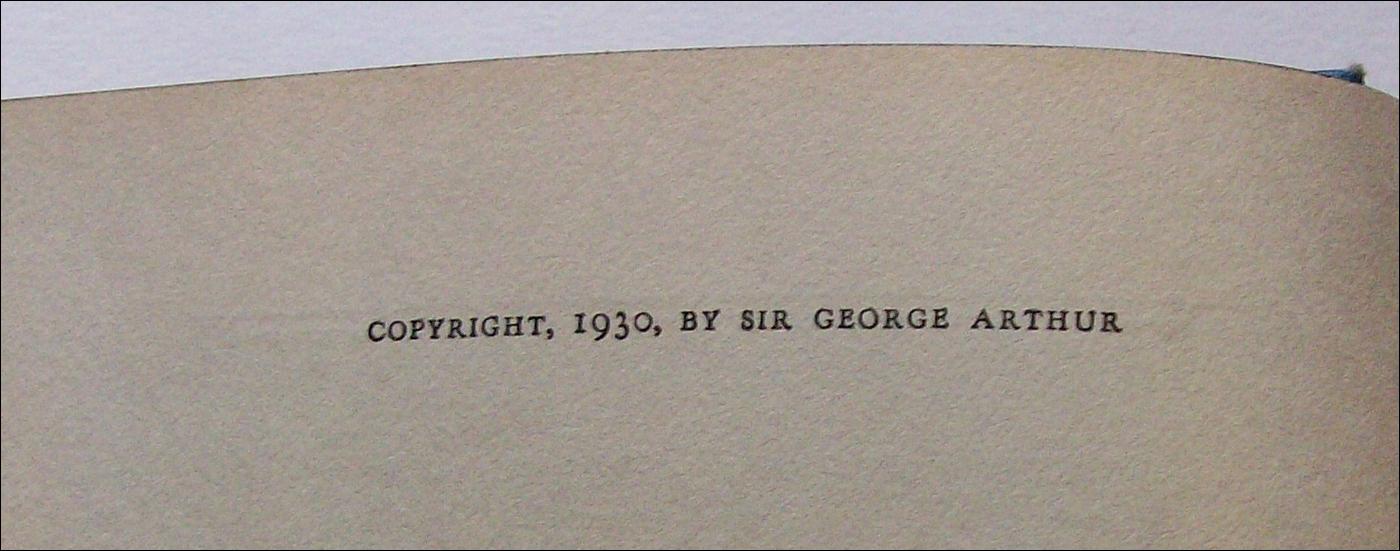 COPYRIGHT, 1930, BY SIR GEORGE ARTHUR